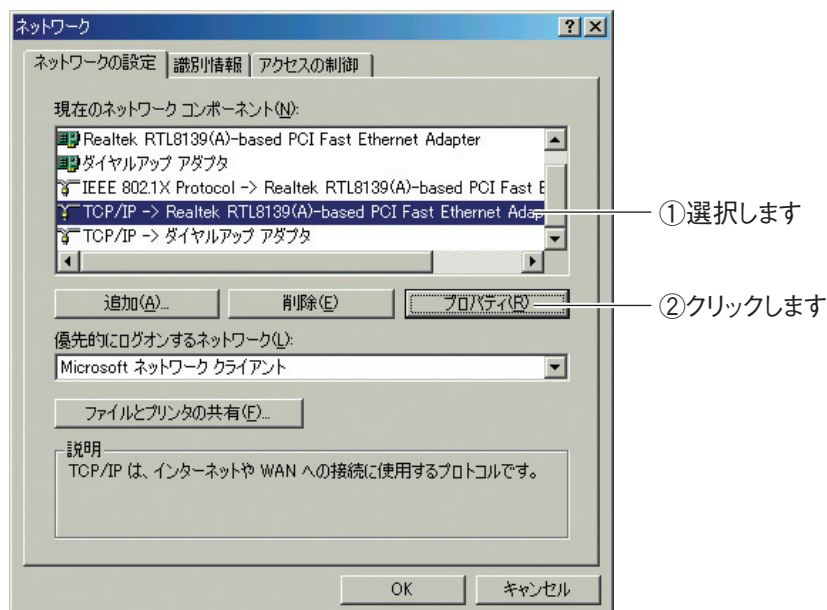 ネットワーク
ネットワークの設定 識別情報 アクセスの制御
現在のネットワーク コンポーネント(N):
Realtek RTL8139(A)-based PCI Fast Ethernet Adapter
ダイヤルアップ アダプタ
IEEE 802.1X Protocol -> Realtek RTL8139(A)-based PCI Fast E
TCP/IP -> Realtek RTL8139(A)-based PCI Fast Ethernet Adap
①選択します
TCP/IP -> ダイヤルアップ アダプタ
追加(A)... 削除(E) プロパティ(R)
②クリックします
優先的にログオンするネットワーク(L):
Microsoft ネットワーク クライアント
ファイルとプリンタの共有(F)...
説明
TCP/IP は、インターネットや WAN への接続に使用するプロトコルです。
OK キャンセル